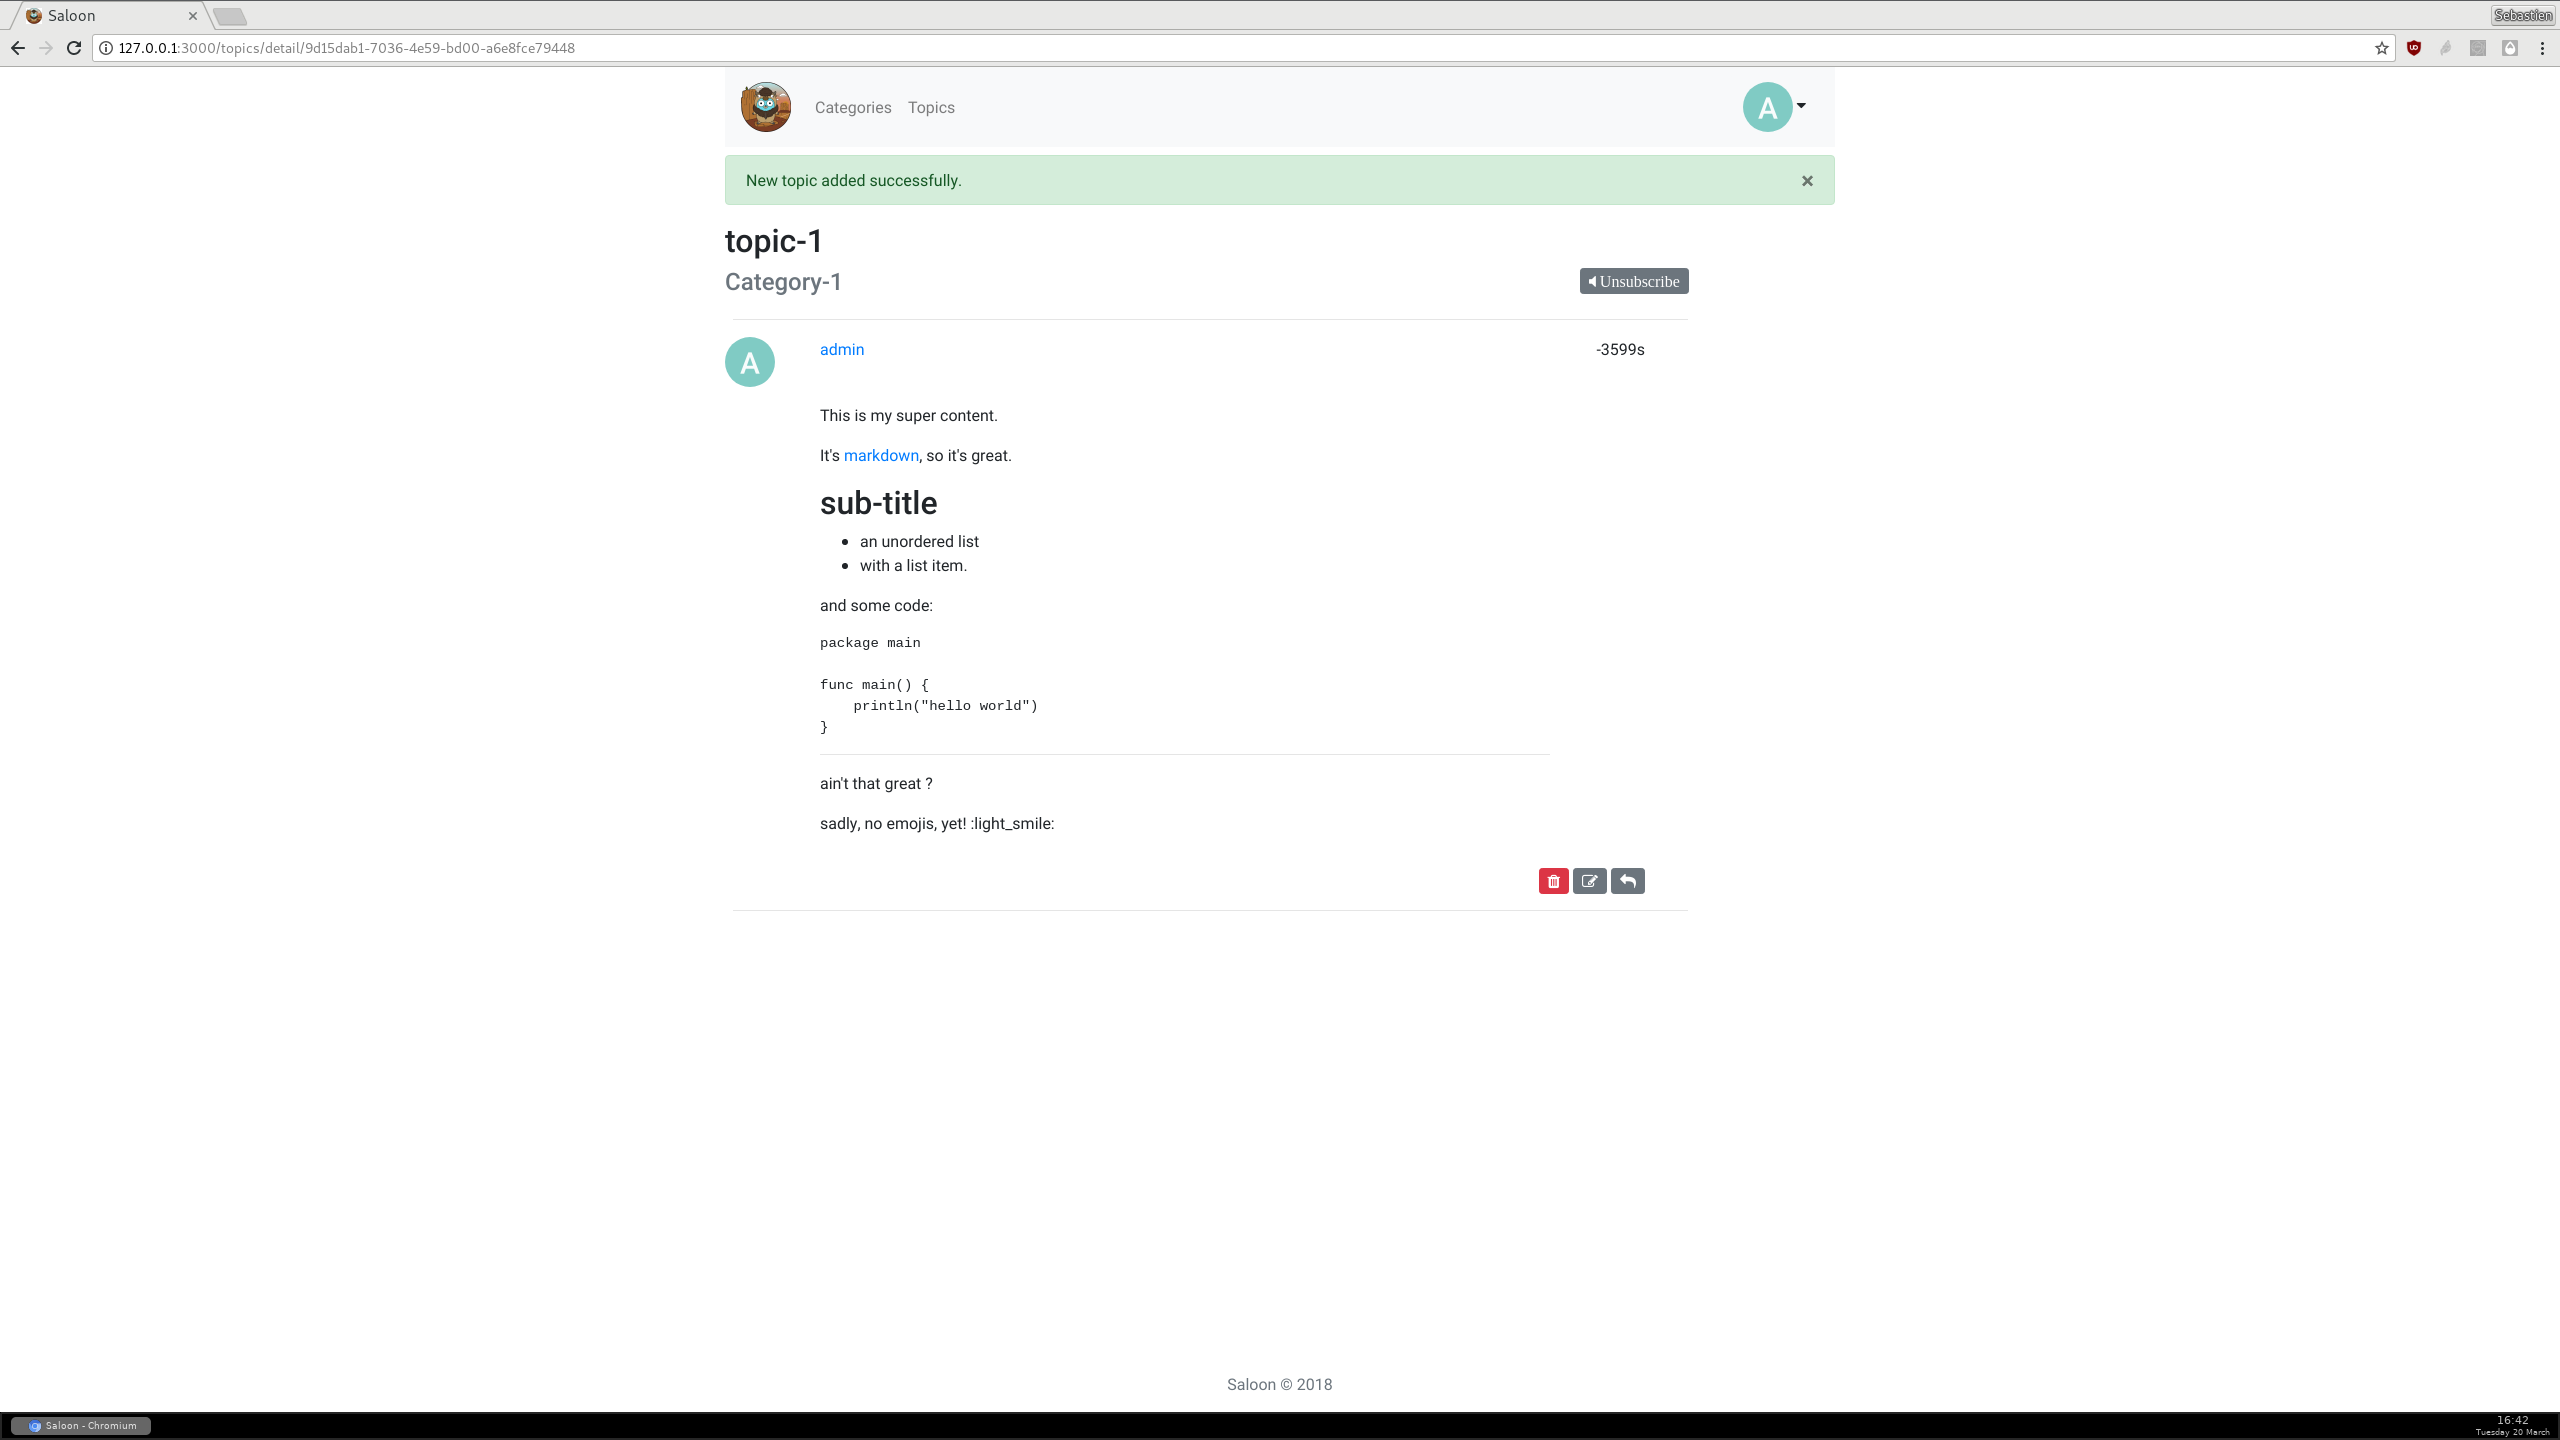 Saloon
Sebastien
127.0.0.1:3000/topics/detail/9d15dab1-7036-4e59-bd00-a6e8fce79448
Categories Topics
A
New topic added successfully.
topic-1
Category-1
Unsubscribe
A
admin
-3599s
This is my super content.
It's markdown, so it's great.
sub-title
an unordered list
with a list item.
and some code:
package main
func main() {
    println("hello world")
}
ain't that great ?
sadly, no emojis, yet! :light_smile:
Saloon © 2018
Saloon - Chromium
16:42
Tuesday 20 March